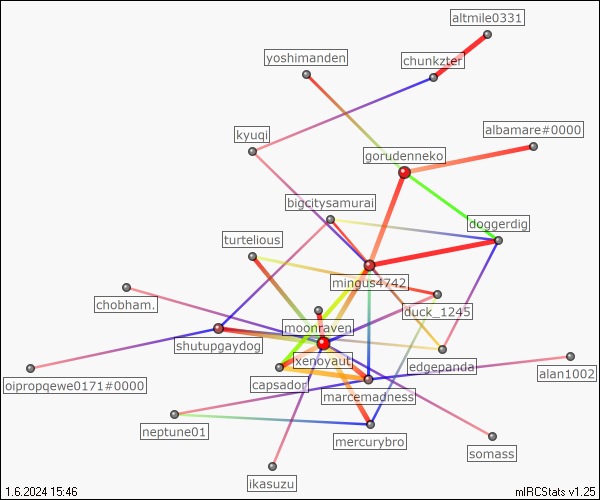 altmile0331
yoshimanden
chunkzter
kyuqi
albamare#0000
gorudenneko
bigcitysamurai
doggerdig
turtelious
mingus4742
chobham.
duck_1245
moonraven
shutupgaydog
xenovaut
edgepanda
alan1002
oipropqewe0171#0000
capsador
marcemadness
neptune01
mercurybro
somass
ikasuzu
1.6.2024 15:46
mIRCStats v1.25